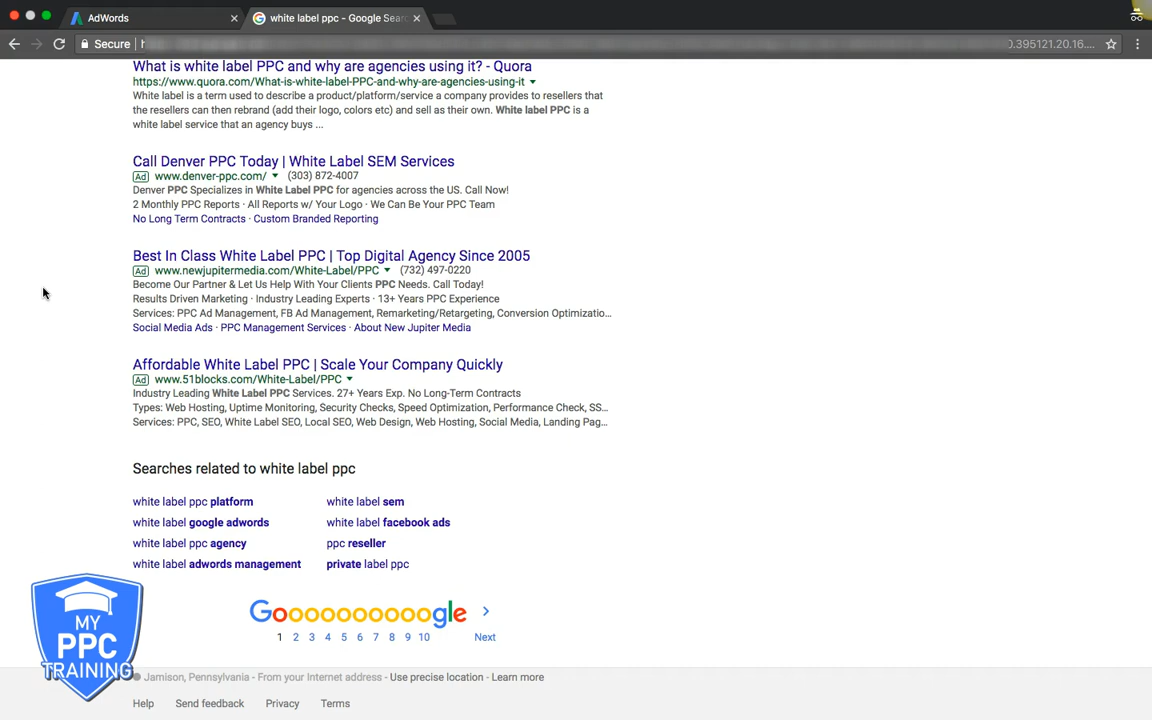 AdWords
white label ppc - Google Sear
Secure
0.395121.20.16....
What is white label PPC and why are agencies using it? - Quora
https://www.quora.com/What-is-white-label-PPC-and-why-are-agencies-using-it
White label is a term used to describe a product/platform/service a company provides to resellers that
the resellers can then rebrand (add their logo, colors etc) and sell as their own. White label PPC is a
white label service that an agency buys ...
Call Denver PPC Today | White Label SEM Services
Ad www.denver-ppc.com/ (303) 872-4007
Denver PPC Specializes in White Label PPC for agencies across the US. Call Now!
2 Monthly PPC Reports · All Reports w/ Your Logo · We Can Be Your PPC Team
No Long Term Contracts · Custom Branded Reporting
Best In Class White Label PPC | Top Digital Agency Since 2005
Ad www.newjupitermedia.com/White-Label/PPC (732) 497-0220
Become Our Partner & Let Us Help With Your Clients PPC Needs. Call Today!
Results Driven Marketing · Industry Leading Experts · 13+ Years PPC Experience
Services: PPC Ad Management, FB Ad Management, Remarketing/Retargeting, Conversion Optimizatio...
Social Media Ads · PPC Management Services · About New Jupiter Media
Affordable White Label PPC | Scale Your Company Quickly
Ad www.51blocks.com/White-Label/PPC
Industry Leading White Label PPC Services. 27+ Years Exp. No Long-Term Contracts
Types: Web Hosting, Uptime Monitoring, Security Checks, Speed Optimization, Performance Check, SS...
Services: PPC, SEO, White Label SEO, Local SEO, Web Design, Web Hosting, Social Media, Landing Pag...
Searches related to white label ppc
white label ppc platform white label sem
white label google adwords white label facebook ads
white label ppc agency ppc reseller
white label adwords management private label ppc
Goooooooooogle
1 2 3 4 5 6 7 8 9 10 Next
MY
PPC
TRAINING
Jamison, Pennsylvania - From your Internet address - Use precise location - Learn more
Help Send feedback Privacy Terms